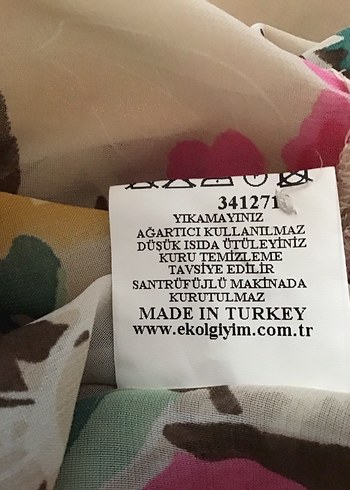 341271
YIKAMAYINIZ
AĞARTICI KULLANILMAZ
DÜŞÜK ISIDA ÜTÜLEYİNİZ
KURU TEMİZLEME
TAVSİYE EDİLİR
SANTRÜFÜJLÜ MAKİNADA
KURUTULMAZ
MADE IN TURKEY
www.ekolgiyim.com.tr